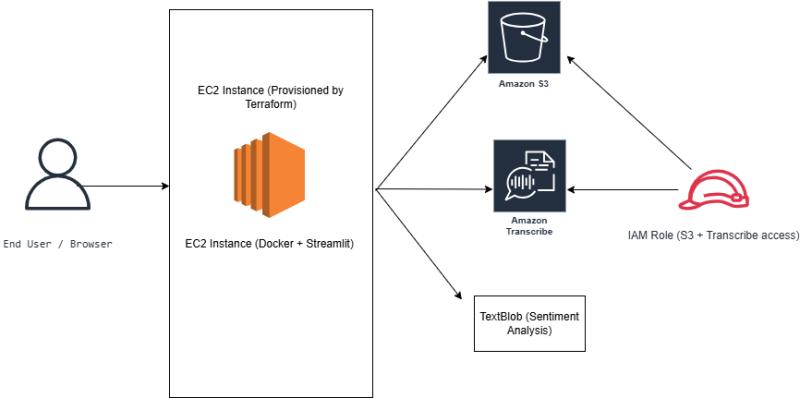 EC2 Instance (Provisioned by
Terraform)
EC2 Instance (Docker + Streamlit)
End User / Browser
Amazon S3
Amazon
Transcribe
IAM Role (S3 + Transcribe access)
TextBlob (Sentiment
Analysis)